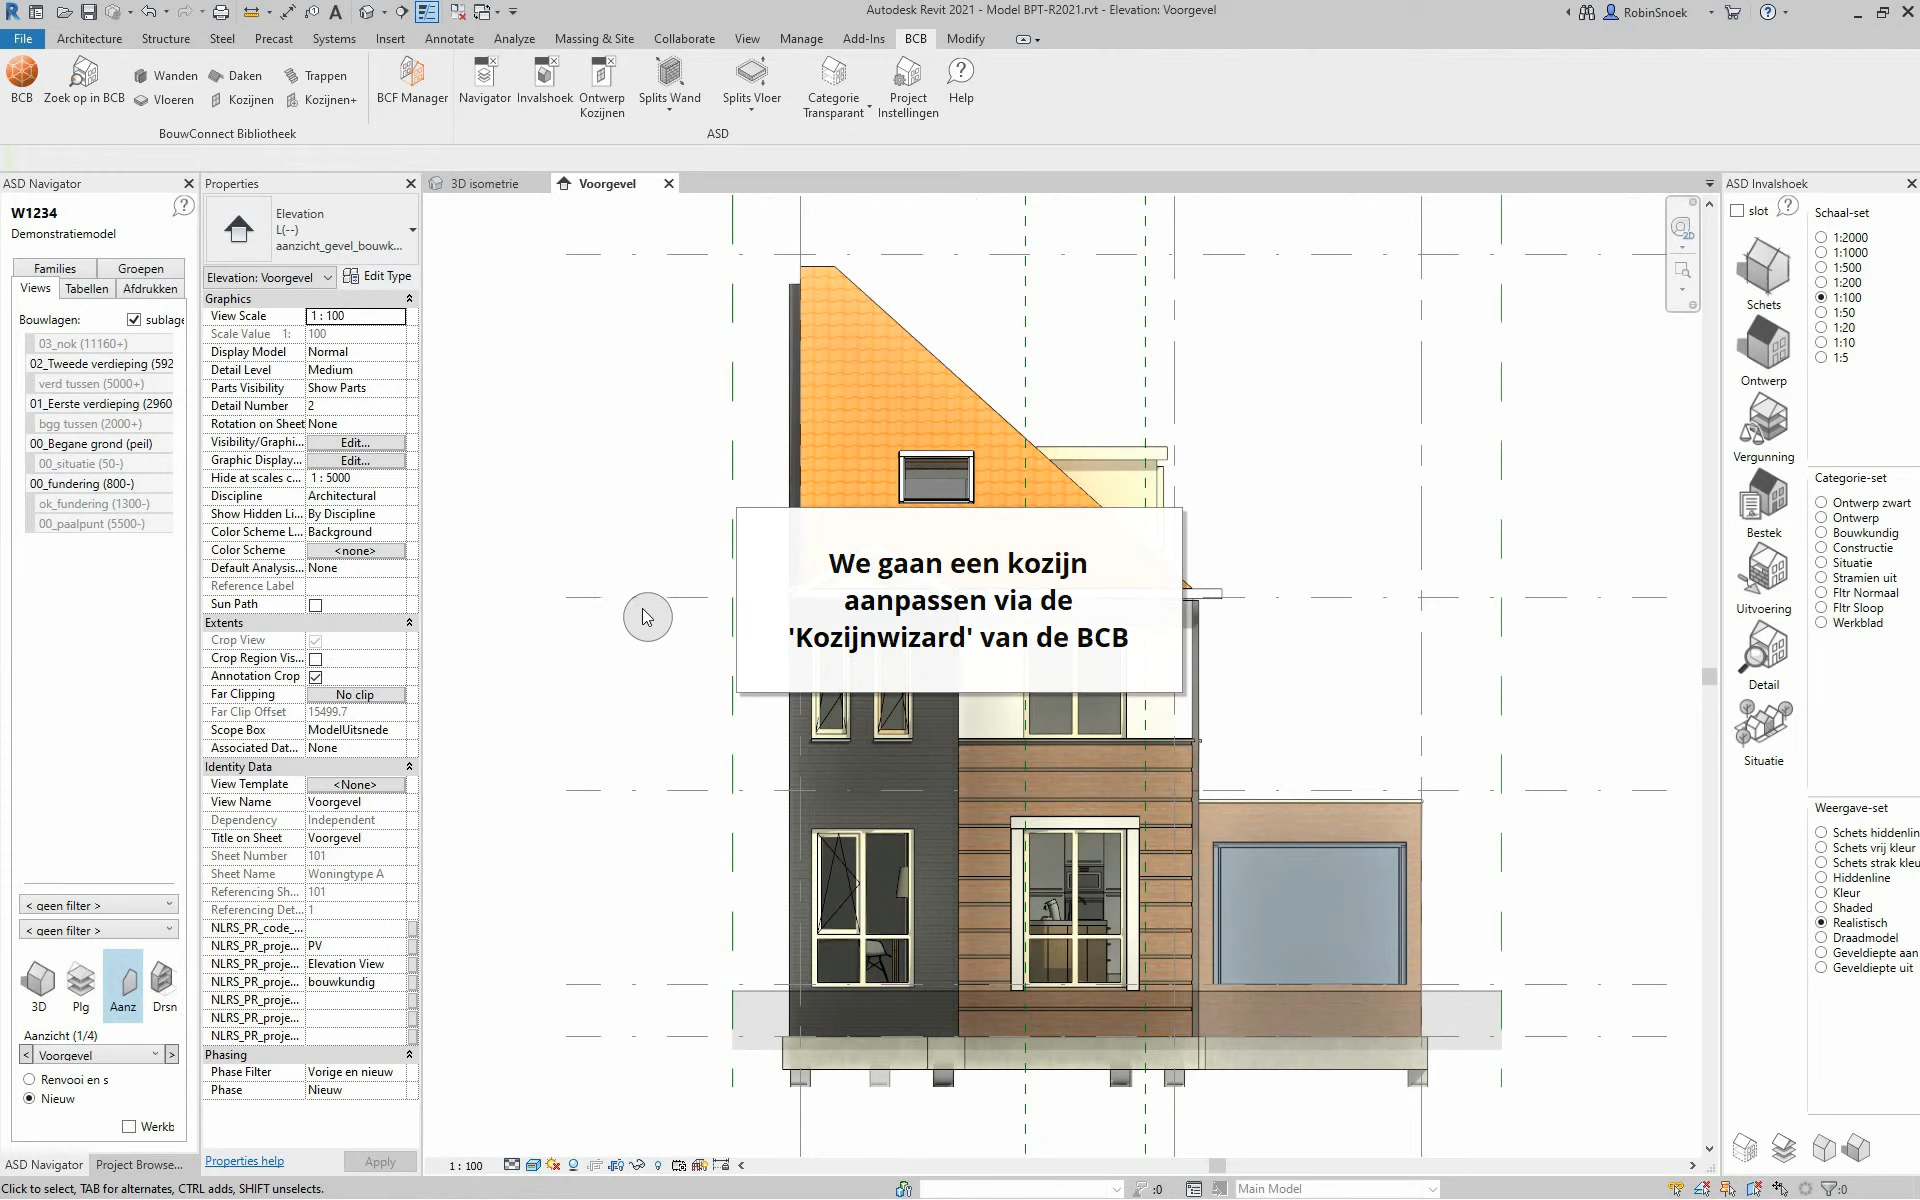 Autodesk Revit 2021 - Model BPT-R2021.rvt - Elevation: Voorgevel
RobinSnoek
File Architecture Structure Steel Precast Systems Insert Annotate Analyze Massing & Site Collaborate View Manage Add-Ins BCB Modify
BCB
Zoek op in BCB
Wanden Daken Trappen
Vloeren Kozijnen Kozijnen+
BCF Manager
Navigator
Invalshoek
Ontwerp Kozijnen
Splits Wand
Splits Vloer
Categorie Transparant
Project Instellingen
Help
BouwConnect Bibliotheek
ASD
ASD Navigator
W1234
Demonstratiemodel
Families Groepen
Views Tabellen Afdrukken
Bouwlagen: sublage
03_nok (11160+)
02_Tweede verdieping (592
verd tussen (5000+)
01_Eerste verdieping (2960
bgg tussen (2000+)
00_Begane grond (peil)
00_situatie (50-)
00_fundering (800-)
ok_fundering (1300-)
00_paalpunt (5500-)
< geen filter >
< geen filter >
3D Plg Aanz Drsn
Aanzicht (1/4)
< Voorgevel >
Renvooi en s
Nieuw
Werkb
ASD Navigator Project Browse...
Properties
Elevation
L(--)
aanzicht_gevel_bouwk...
Elevation: Voorgevel Edit Type
Graphics
View Scale 1 : 100
Scale Value 1: 100
Display Model Normal
Detail Level Medium
Parts Visibility Show Parts
Detail Number 2
Rotation on Sheet None
Visibility/Graphi... Edit...
Graphic Display... Edit...
Hide at scales c... 1 : 5000
Discipline Architectural
Show Hidden Li... By Discipline
Color Scheme L... Background
Color Scheme <none>
Default Analysis... None
Reference Label
Sun Path
Extents
Crop View
Crop Region Vis...
Annotation Crop
Far Clipping No clip
Far Clip Offset 15499.7
Scope Box ModelUitsnede
Associated Dat... None
Identity Data
View Template <None>
View Name Voorgevel
Dependency Independent
Title on Sheet Voorgevel
Sheet Number 101
Sheet Name Woningtype A
Referencing Sh... 101
Referencing Det... 1
NLRS_PR_code_...
NLRS_PR_proje... PV
NLRS_PR_proje... Elevation View
NLRS_PR_proje... bouwkundig
NLRS_PR_proje...
NLRS_PR_proje...
NLRS_PR_proje...
Phasing
Phase Filter Vorige en nieuw
Phase Nieuw
Properties help Apply
3D isometrie
Voorgevel
We gaan een kozijn
aanpassen via de
'Kozijnwizard' van de BCB
2D
1 : 100
ASD Invalshoek
slot
Schets
Ontwerp
Vergunning
Bestek
Uitvoering
Detail
Situatie
Schaal-set
1:2000
1:1000
1:500
1:200
1:100
1:50
1:20
1:10
1:5
Categorie-set
Ontwerp zwart
Ontwerp
Bouwkundig
Constructie
Situatie
Stramien uit
Fltr Normaal
Fltr Sloop
Werkblad
Weergave-set
Schets hiddenlin
Schets vrij kleur
Schets strak kleu
Hiddenline
Kleur
Shaded
Realistisch
Draadmodel
Geveldiepte aan
Geveldiepte uit
Click to select, TAB for alternates, CTRL adds, SHIFT unselects.
:0
Main Model
:0